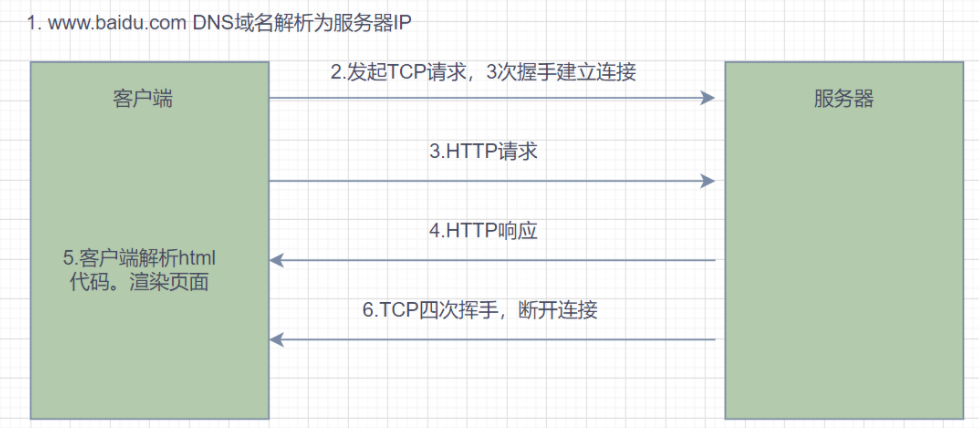 1. www.baidu.com DNS域名解析为服务器IP
2.发起TCP请求，3次握手建立连接
客户端
服务器
3.HTTP请求
4.HTTP响应
5.客户端解析html
代码。渲染页面
6.TCP四次挥手，断开连接